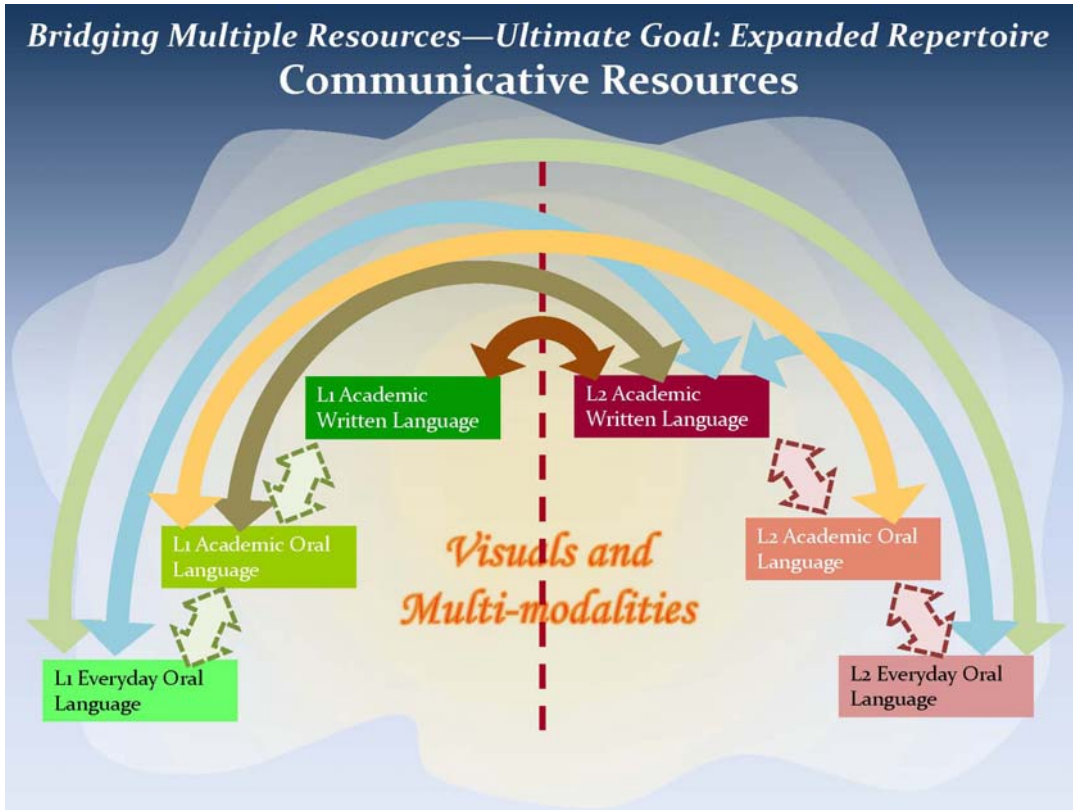 Bridging Multiple Resources—Ultimate Goal: Expanded Repertoire
Communicative Resources
L1 Academic
Written Language
L2 Academic
Written Language
L1 Academic Oral
Language
Visuals and
Multi-modalities
L2 Academic Oral
Language
L1 Everyday Oral
Language
L2 Everyday Oral
Language